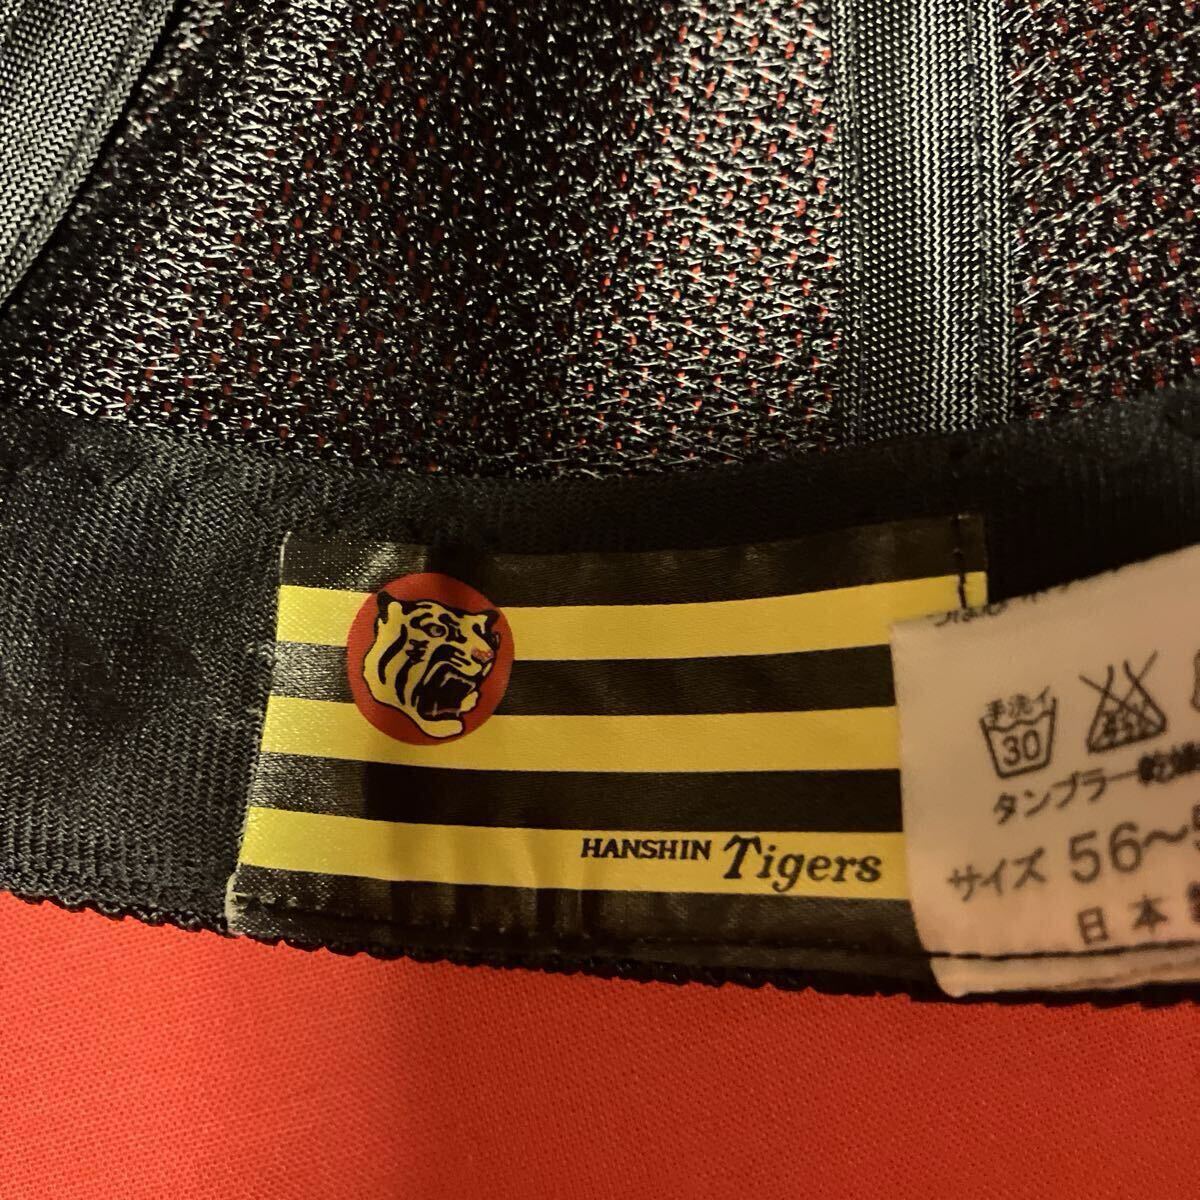 HANSHIN Tigers
手洗イ
30
タンブラー乾燥
サイズ 56～
日本